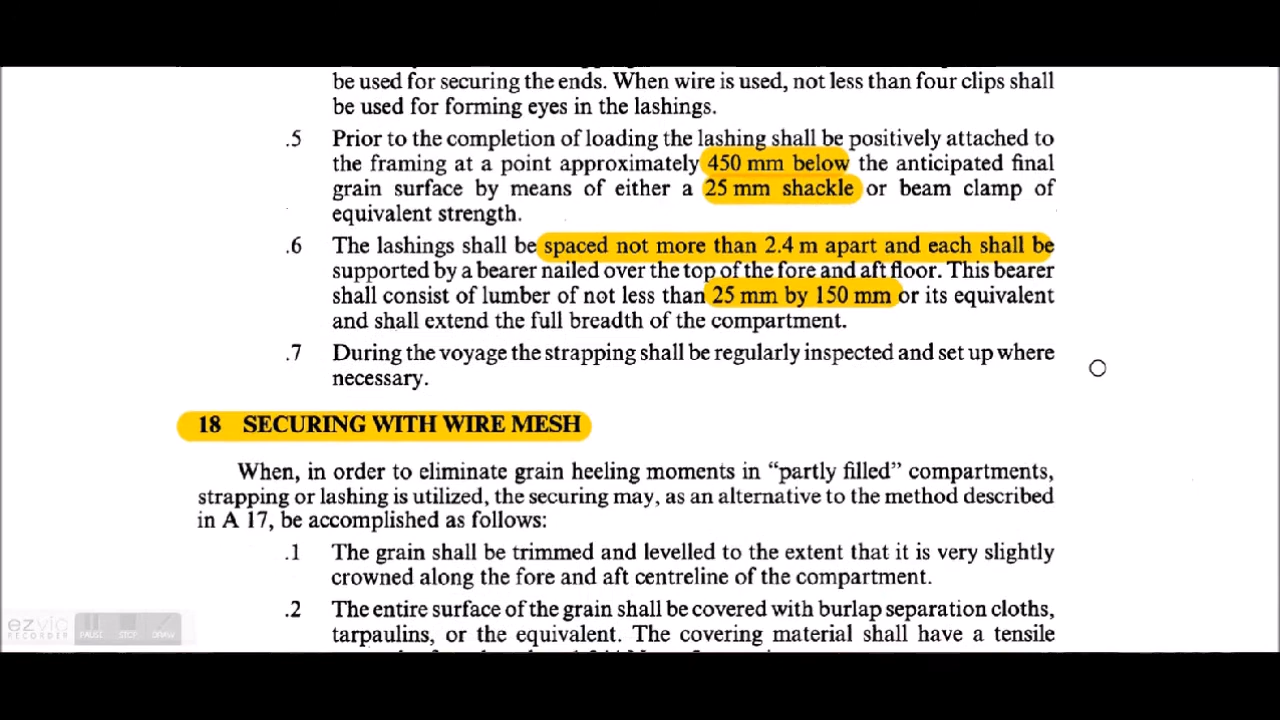 be used for securing the ends. When wire is used, not less than four clips shall
be used for forming eyes in the lashings.
.5 Prior to the completion of loading the lashing shall be positively attached to
the framing at a point approximately 450 mm below the anticipated final
grain surface by means of either a 25 mm shackle or beam clamp of
equivalent strength.
.6 The lashings shall be spaced not more than 2.4 m apart and each shall be
supported by a bearer nailed over the top of the fore and aft floor. This bearer
shall consist of lumber of not less than 25 mm by 150 mm or its equivalent
and shall extend the full breadth of the compartment.
.7 During the voyage the strapping shall be regularly inspected and set up where
necessary.
18 SECURING WITH WIRE MESH
When, in order to eliminate grain heeling moments in “partly filled” compartments,
strapping or lashing is utilized, the securing may, as an alternative to the method described
in A 17, be accomplished as follows:
.1 The grain shall be trimmed and levelled to the extent that it is very slightly
crowned along the fore and aft centreline of the compartment.
.2 The entire surface of the grain shall be covered with burlap separation cloths,
tarpaulins, or the equivalent. The covering material shall have a tensile
ezvid
RECORDER
PAUSE STOP DRAW